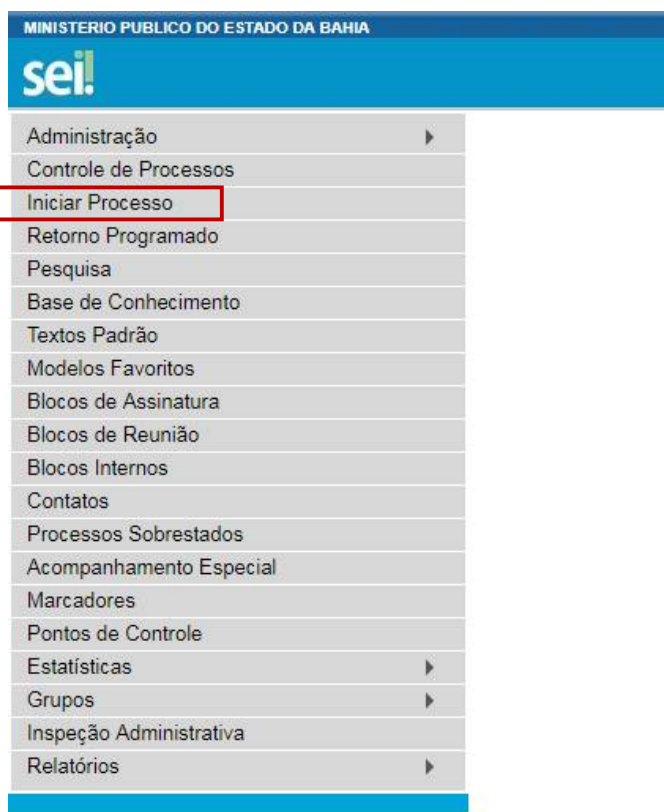 MINISTERIO PUBLICO DO ESTADO DA BAHIA
sei!
Administração
Controle de Processos
Iniciar Processo
Retorno Programado
Pesquisa
Base de Conhecimento
Textos Padrão
Modelos Favoritos
Blocos de Assinatura
Blocos de Reunião
Blocos Internos
Contatos
Processos Sobrestados
Acompanhamento Especial
Marcadores
Pontos de Controle
Estatísticas
Grupos
Inspeção Administrativa
Relatórios